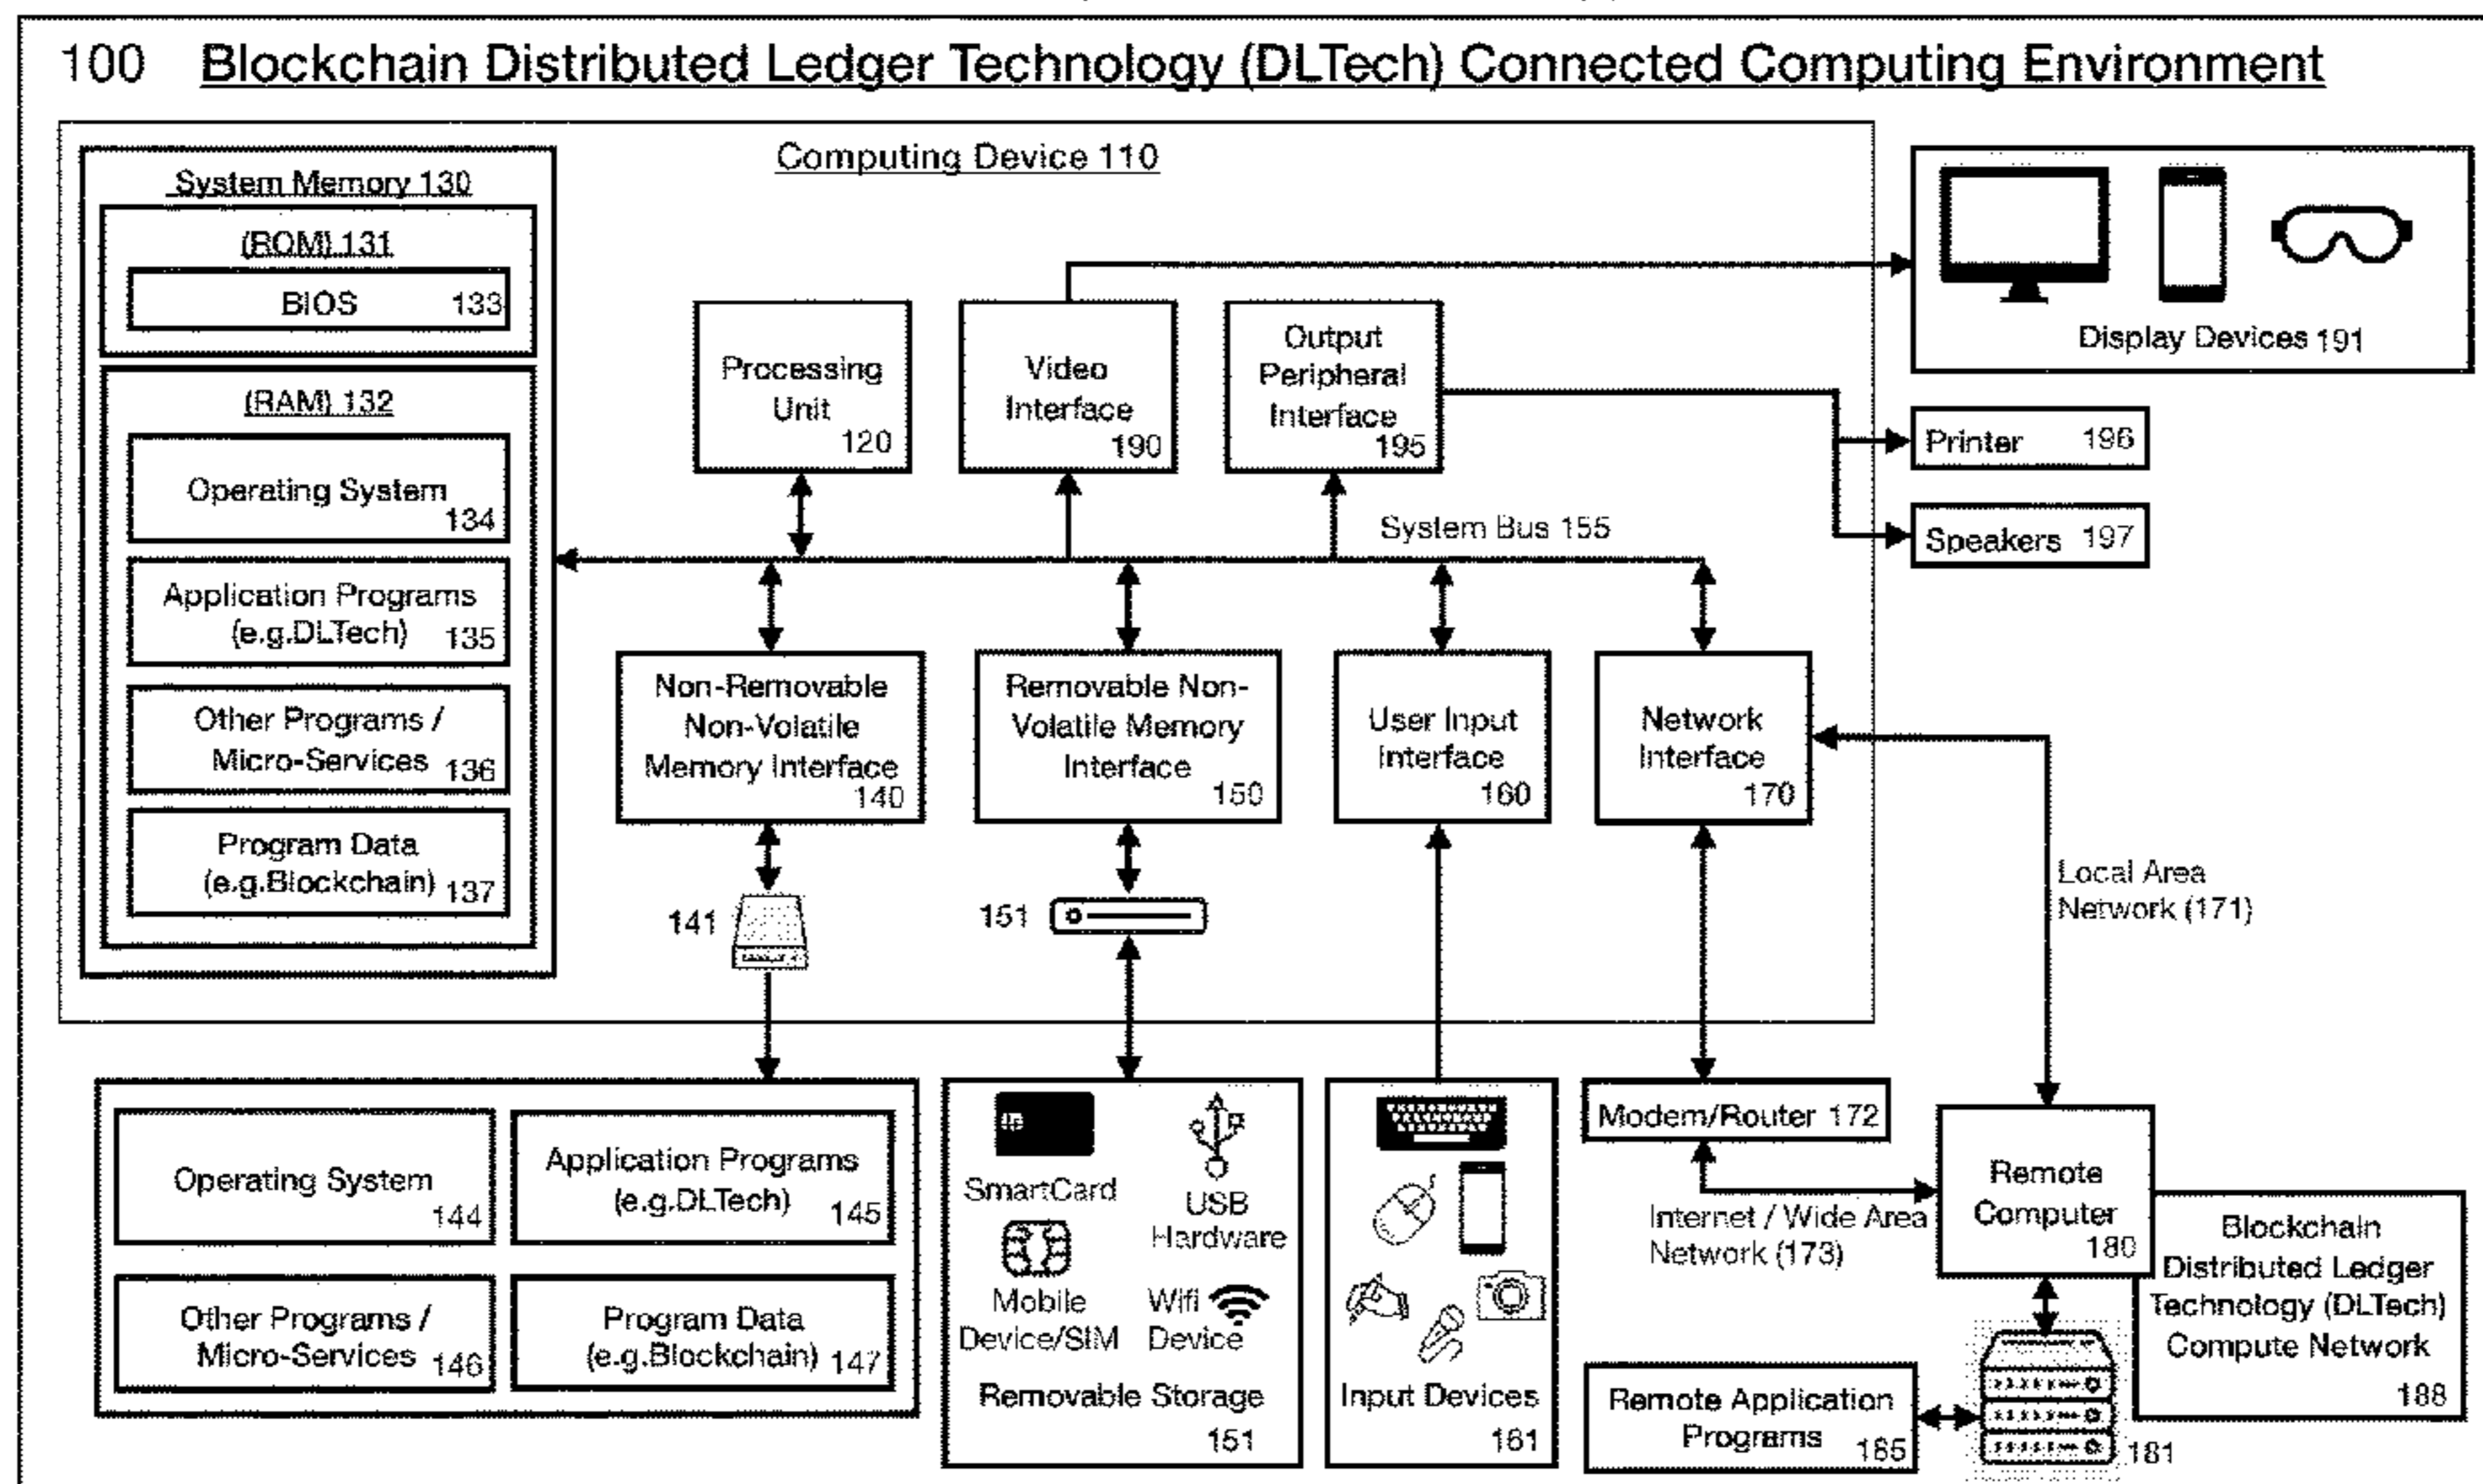 100 Blockchain Distributed Ledger Technology (DLTech) Connected Computing Environment
Computing Device 110
System Memory 130
(ROM) 131
BIOS 133
(RAM) 132
Operating System
134
Application Programs
(e.g.DLTech) 135
Other Programs /
Micro-Services 136
Program Data
(e.g.Blockchain) 137
Processing
Unit
120
Video
Interface
190
Output
Peripheral
Interface
195
Display Devices 191
Printer 196
Speakers 197
System Bus 155
Non-Removable
Non-Volatile
Memory Interface
140
Removable Non-
Volatile Memory
Interface
150
User Input
Interface
160
Network
Interface
170
141
151
Local Area
Network (171)
Operating System
144
Application Programs
(e.g.DLTech) 145
Other Programs /
Micro-Services 146
Program Data
(e.g.Blockchain) 147
SmartCard
USB
Hardware
Mobile
Device/SIM
Wifi
Device
Removable Storage
151
Input Devices
161
Modem/Router 172
Internet / Wide Area
Network (173)
Remote
Computer
180
Blockchain
Distributed Ledger
Technology (DLTech)
Compute Network
188
Remote Application
Programs 185
181